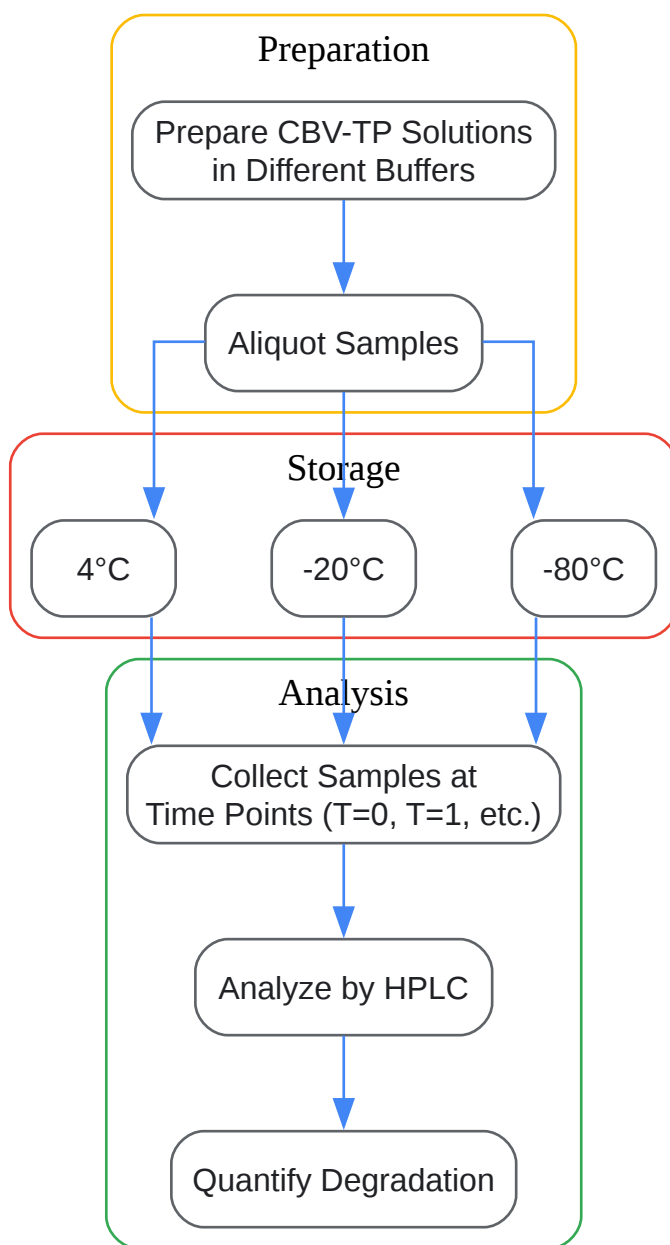 Preparation
Prepare CBV-TP Solutions
in Different Buffers
Aliquot Samples
Storage
4°C
-20°C
-80°C
Analysis
Collect Samples at
Time Points (T=0, T=1, etc.)
Analyze by HPLC
Quantify Degradation